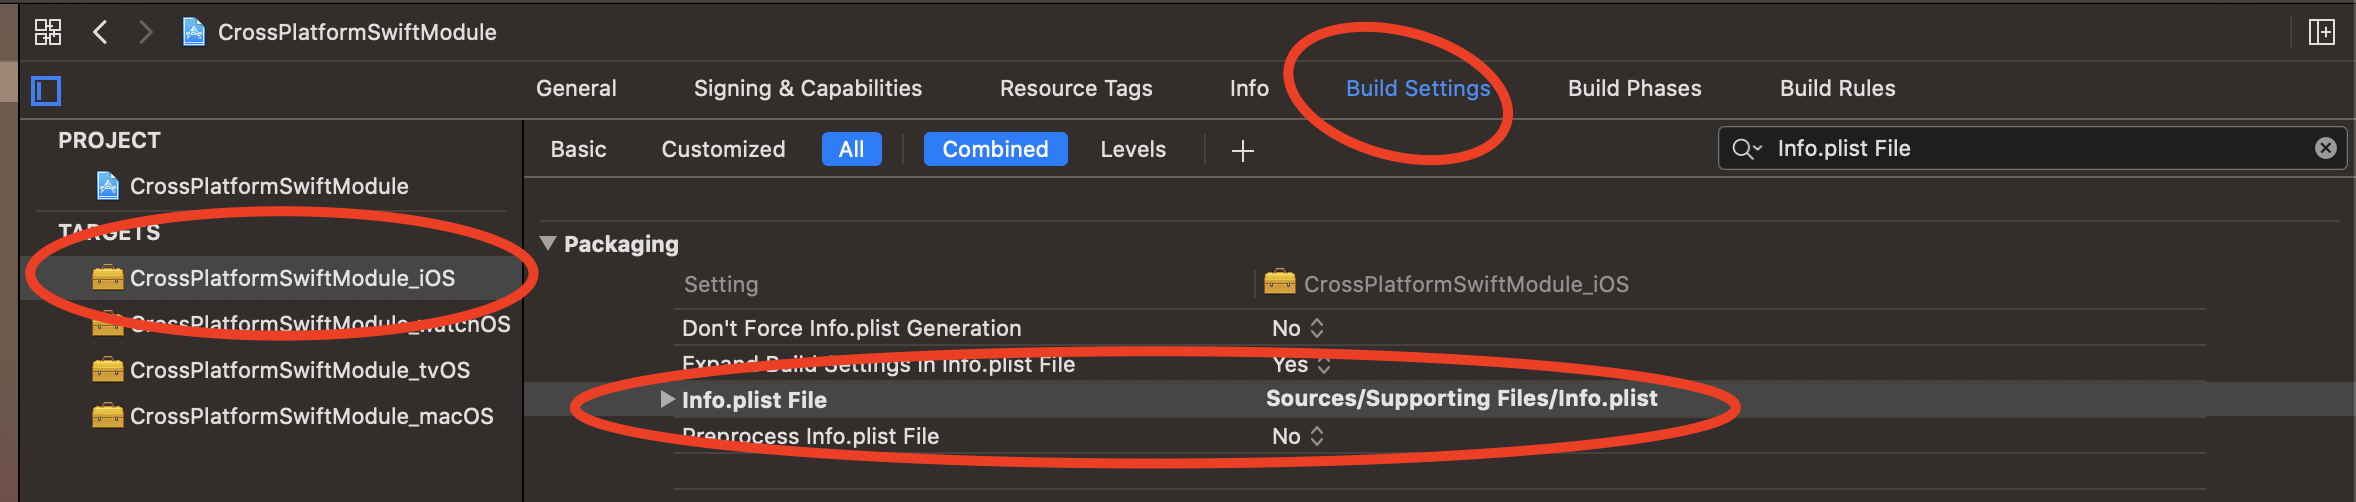 CrossPlatformSwiftModule
General Signing & Capabilities Resource Tags Info Build Settings Build Phases Build Rules
PROJECT
CrossPlatformSwiftModule
TARGETS
CrossPlatformSwiftModule_iOS
CrossPlatformSwiftModule_watchOS
CrossPlatformSwiftModule_tvOS
CrossPlatformSwiftModule_macOS
Basic Customized All Combined Levels + Info.plist File
Packaging
Setting CrossPlatformSwiftModule_iOS
Don't Force Info.plist Generation No
Expand Build Settings in Info.plist File Yes
Info.plist File Sources/Supporting Files/Info.plist
Preprocess Info.plist File No